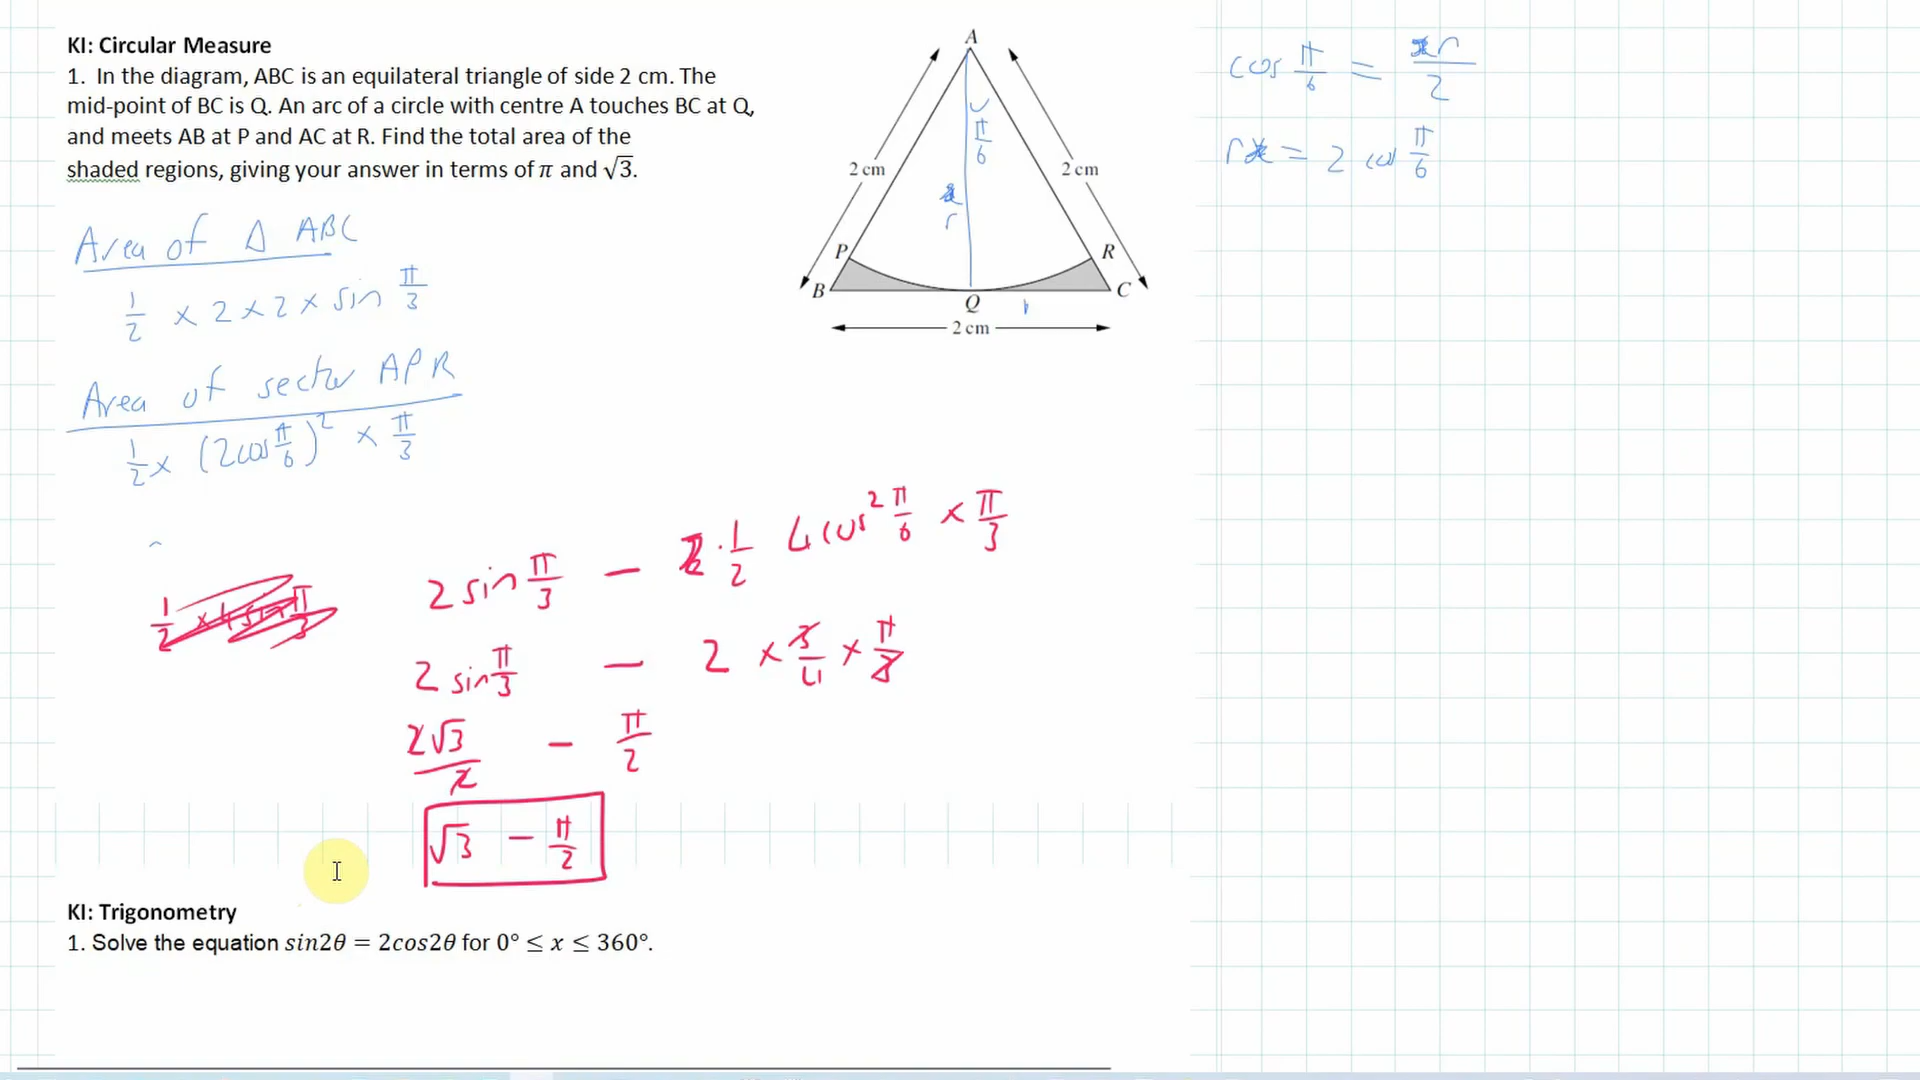 KI: Circular Measure
1. In the diagram, ABC is an equilateral triangle of side 2 cm. The
mid-point of BC is Q. An arc of a circle with centre A touches BC at Q,
and meets AB at P and AC at R. Find the total area of the
shaded regions, giving your answer in terms of π and √3.
A
π/6
2 cm
2 cm
r
P
R
B
Q
C
2 cm
cos π/6 = r/2
r = 2 cos π/6
Area of Δ ABC
1/2 × 2 × 2 × sin π/3
Area of sector APR
1/2 × (2cos π/6)² × π/3
2 sin π/3 − · 1/2 4 cos² π/6 × π/3
2 sin π/3 − 2 × 3/4 × π/3
2√3/2 − π/2
√3 − π/2
KI: Trigonometry
1. Solve the equation sin2θ = 2cos2θ for 0° ≤ x ≤ 360°.